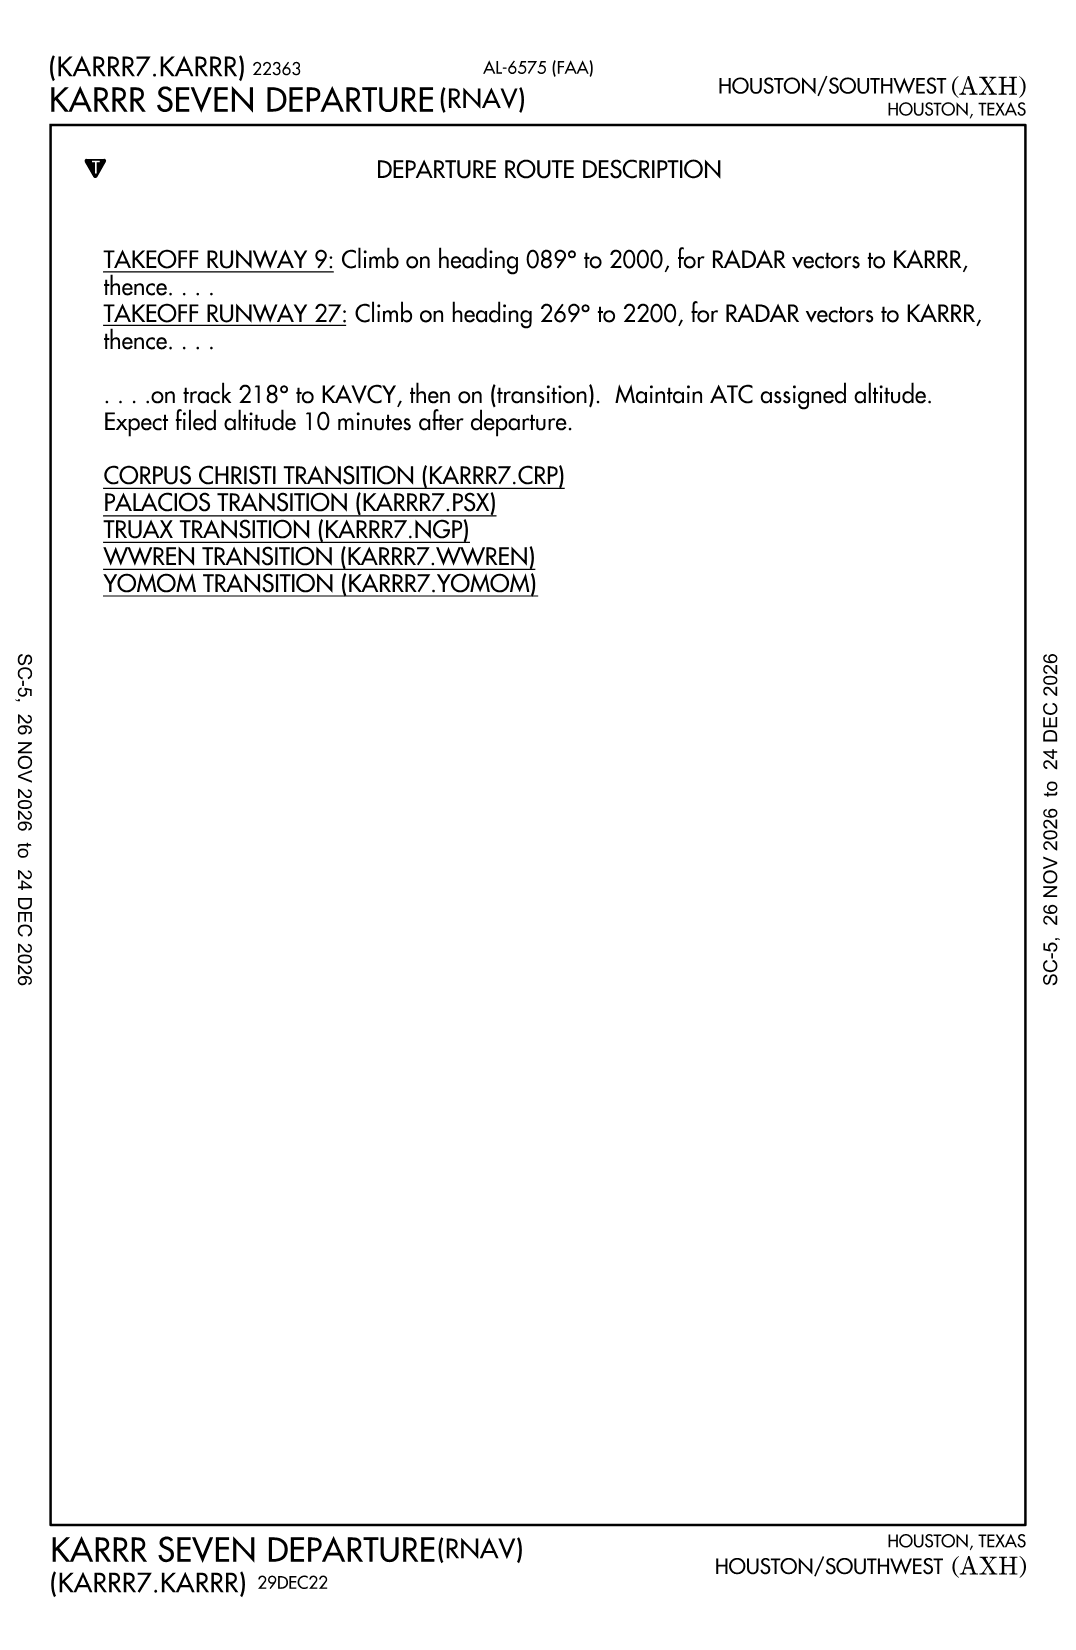 (KARRR7.KARRR) 22363
AL-6575 (FAA)
KARRR SEVEN DEPARTURE (RNAV)
HOUSTON/SOUTHWEST (AXH)
HOUSTON, TEXAS
T
DEPARTURE ROUTE DESCRIPTION
TAKEOFF RUNWAY 9: Climb on heading 089° to 2000, for RADAR vectors to KARRR,
thence. . . .
TAKEOFF RUNWAY 27: Climb on heading 269° to 2200, for RADAR vectors to KARRR,
thence. . . .
. . . .on track 218° to KAVCY, then on (transition).  Maintain ATC assigned altitude.
Expect filed altitude 10 minutes after departure.
CORPUS CHRISTI TRANSITION (KARRR7.CRP)
PALACIOS TRANSITION (KARRR7.PSX)
TRUAX TRANSITION (KARRR7.NGP)
WWREN TRANSITION (KARRR7.WWREN)
YOMOM TRANSITION (KARRR7.YOMOM)
SC-5, 26 NOV 2026 to 24 DEC 2026
SC-5, 26 NOV 2026 to 24 DEC 2026
KARRR SEVEN DEPARTURE(RNAV)
(KARRR7.KARRR) 29DEC22
HOUSTON, TEXAS
HOUSTON/SOUTHWEST (AXH)